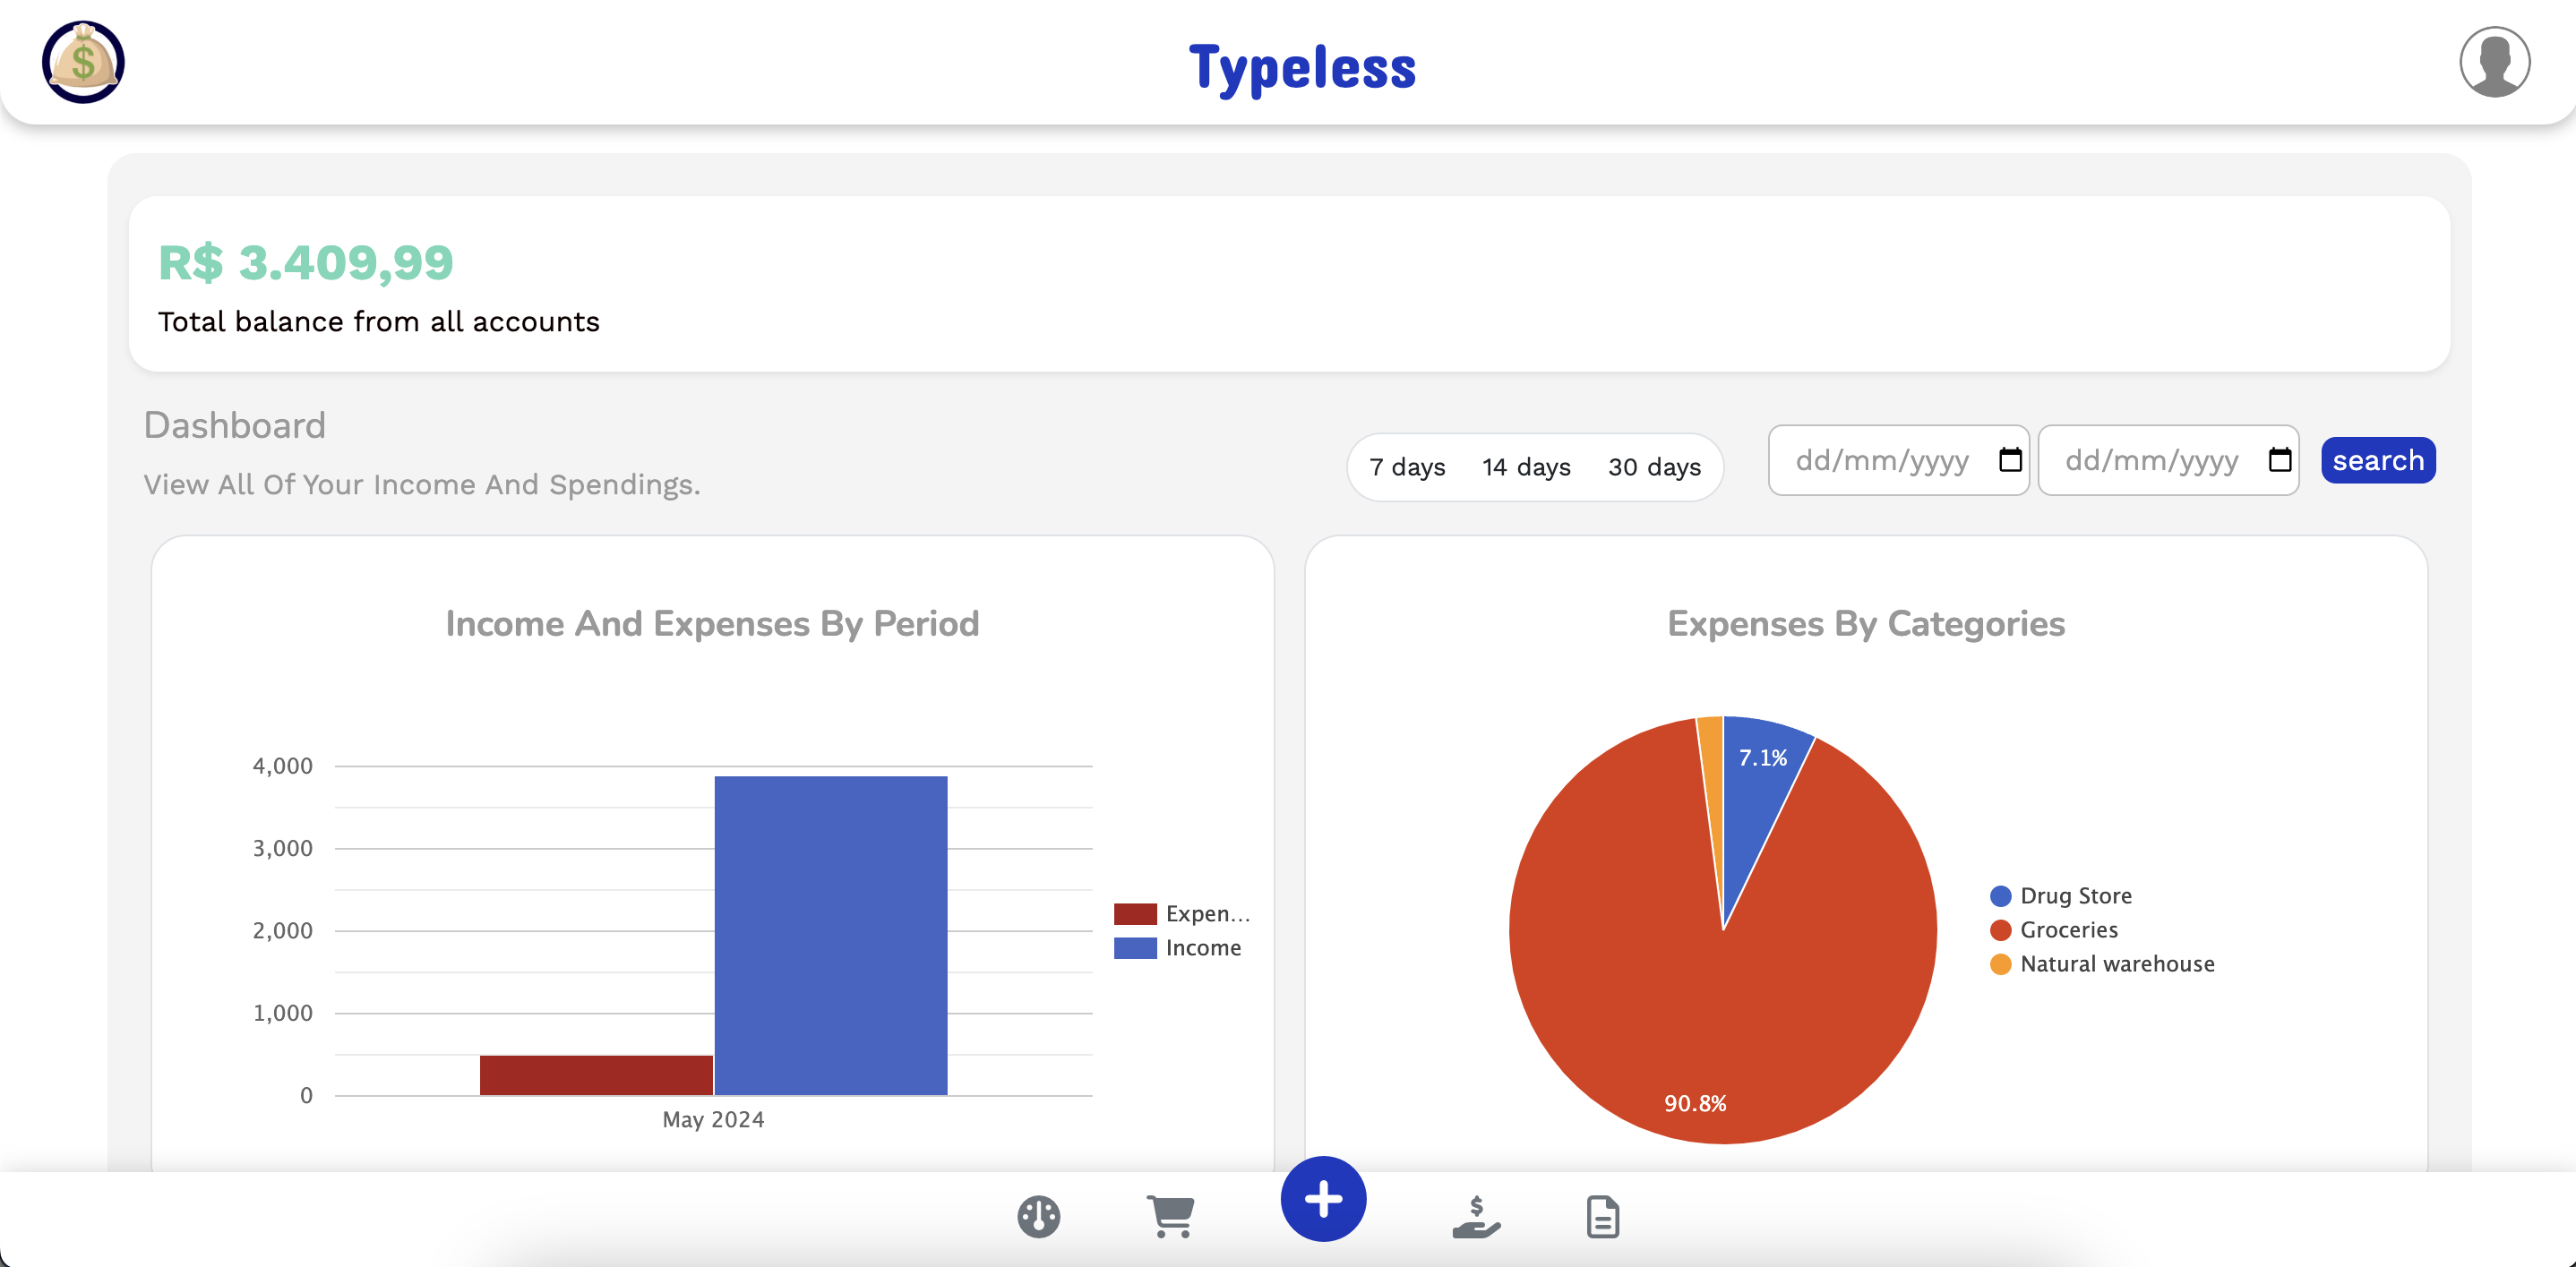 Typeless
R$ 3.409,99
Total balance from all accounts
Dashboard
View All Of Your Income And Spendings.
7 days 14 days 30 days
dd/mm/yyyy dd/mm/yyyy search
Income And Expenses By Period
4,000
3,000
2,000
1,000
0
May 2024
Expen...
Income
Expenses By Categories
7.1%
90.8%
Drug Store
Groceries
Natural warehouse